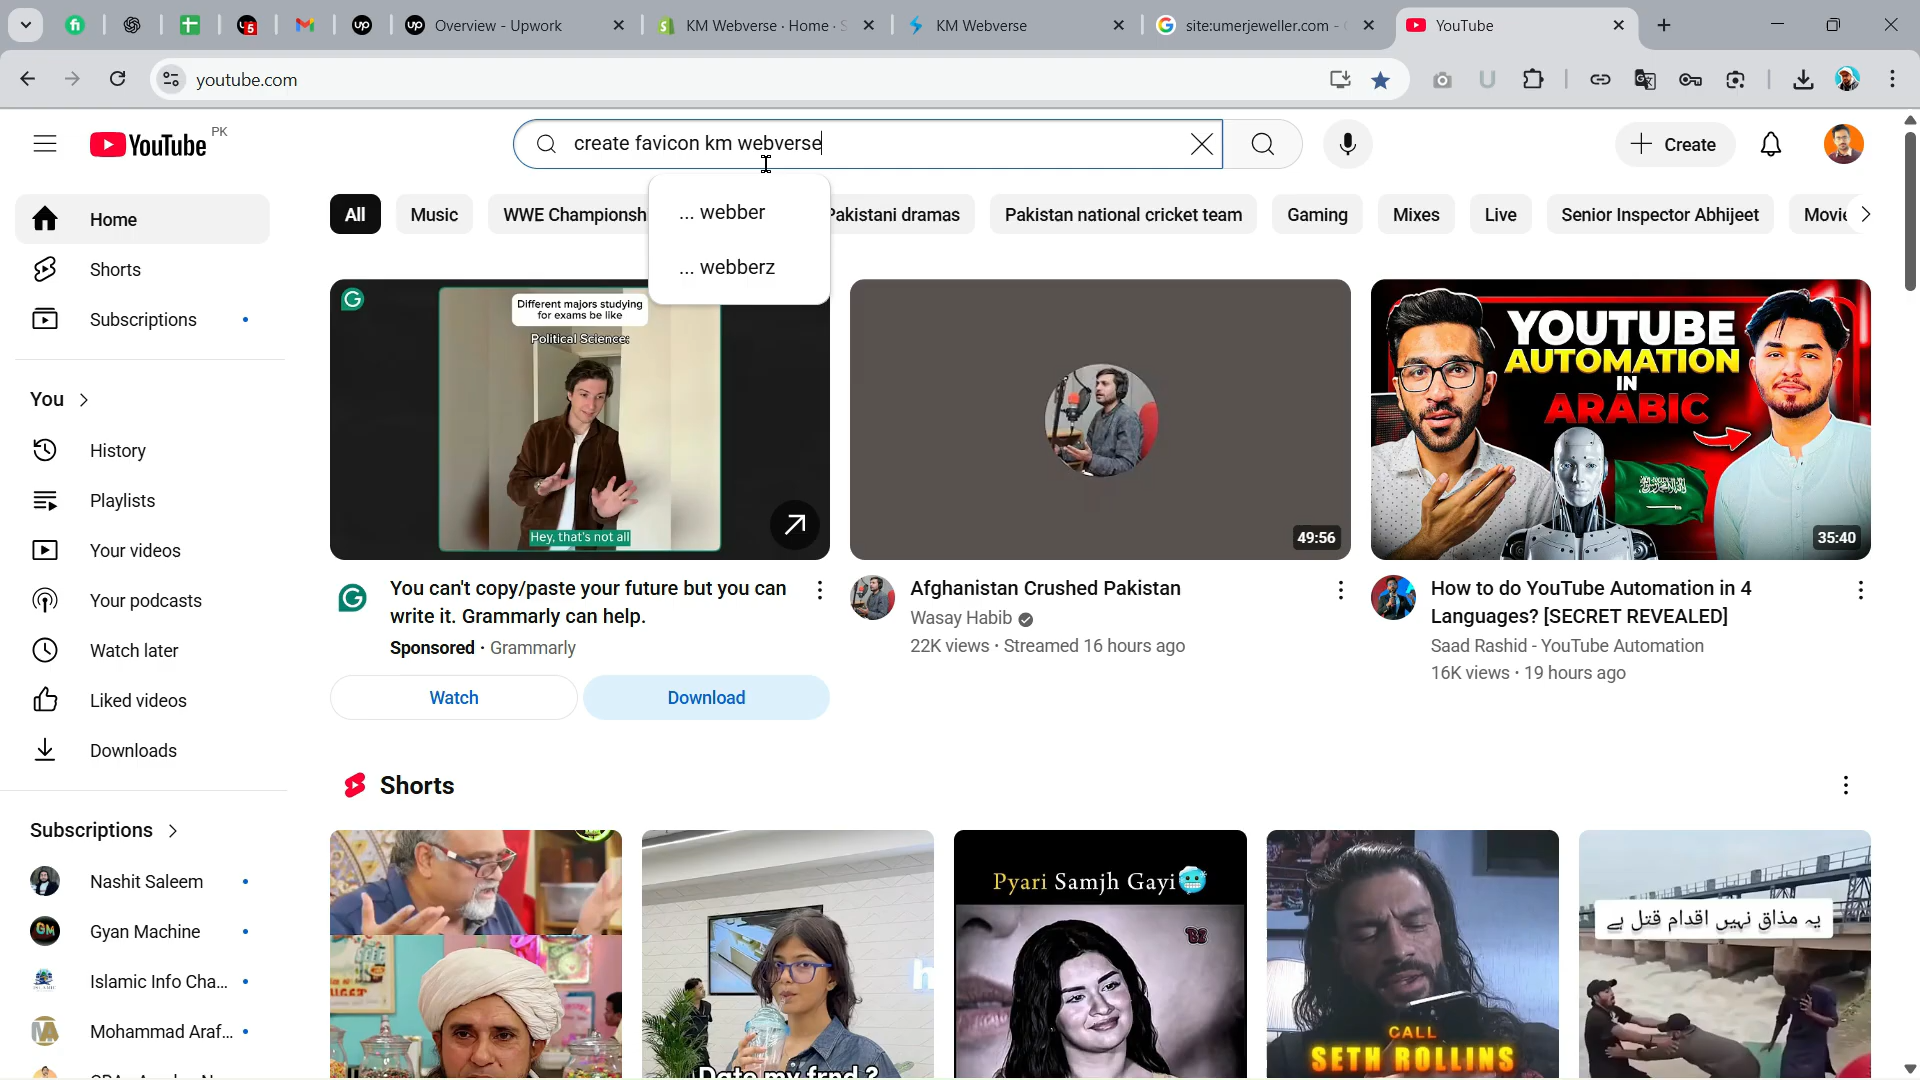 5
up
up Overview - Upwork
KM Webverse · Home · S
KM Webverse
site:umerjeweller.com -
YouTube
youtube.com
YouTube PK
create favicon km webverse
Create
Home
Shorts
Subscriptions
You
History
Playlists
Your videos
Your podcasts
Watch later
Liked videos
Downloads
Subscriptions
Nashit Saleem
Gyan Machine
Islamic Info Cha...
Mohammad Araf...
All
Music
WWE Championsh
Pakistani dramas
Pakistan national cricket team
Gaming
Mixes
Live
Senior Inspector Abhijeet
Movie
... webber
... webberz
Different majors studying
for exams be like
Political Science:
Hey, that's not all
49:56
YOUTUBE
AUTOMATION
IN
ARABIC
35:40
You can't copy/paste your future but you can
write it. Grammarly can help.
Sponsored · Grammarly
Watch
Download
Afghanistan Crushed Pakistan
Wasay Habib
22K views · Streamed 16 hours ago
How to do YouTube Automation in 4
Languages? [SECRET REVEALED]
Saad Rashid - YouTube Automation
16K views · 19 hours ago
Shorts
Date my frnd ?
Pyari Samjh Gayi
CALL
SETH ROLLINS
یہ مذاق نہیں اقدام قتل ہے